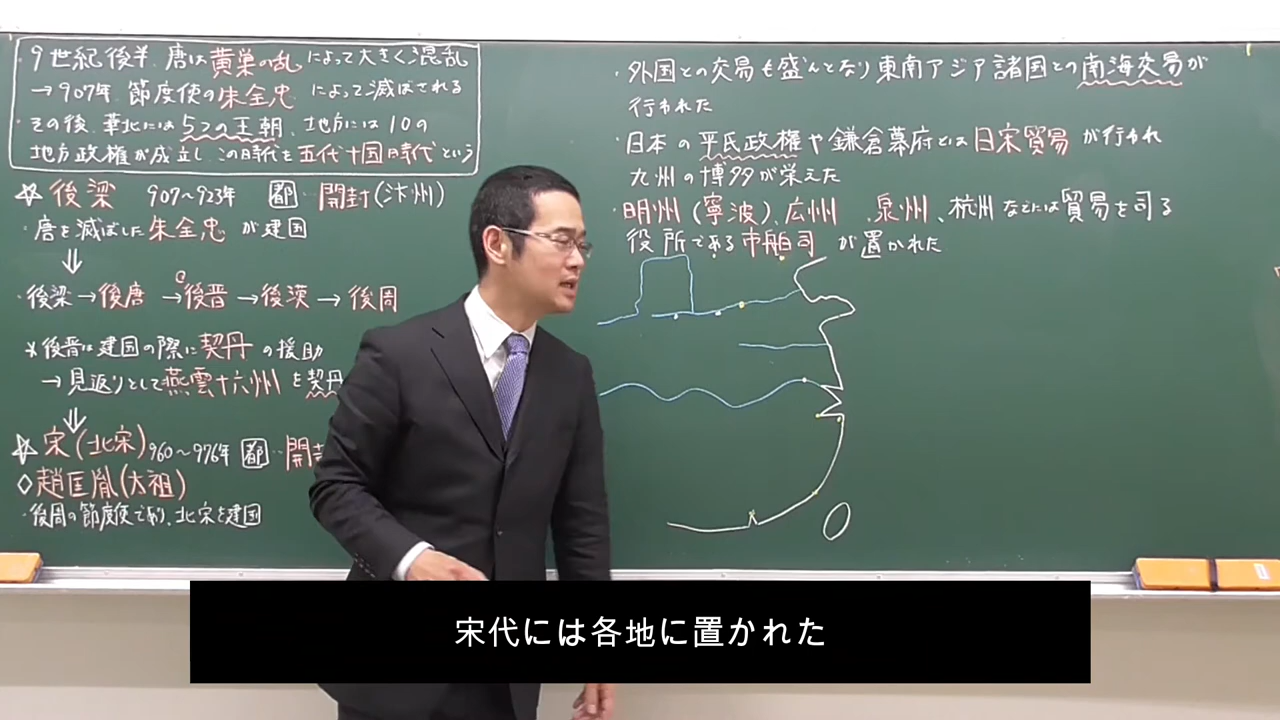 ・9世紀後半、唐は黄巣の乱によって大きく混乱
→907年 節度使の朱全忠 によって滅ぼされる
・その後、華北には5つの王朝、地方には10の
地方政権が成立し この時代を五代十国時代という
☆後梁 907〜923年 都・開封(汴州)
・唐を滅ぼした朱全忠 が建国
⇓
・後梁→後唐→後晋→後漢→後周
*後晋は建国の際に契丹の援助
→見返りとして燕雲十六州を契丹
⇓
☆宋(北宋)960〜976年 都・開
◇趙匡胤(太祖)
・後周の節度使であり、北宋を建国
・外国との交易も盛んとなり東南アジア諸国との南海交易が
行われた
・日本の平氏政権や鎌倉幕府とは日宋貿易が行われ
九州の博多が栄えた
・明州(寧波)、広州、泉州、杭州などには貿易を司る
役所である市舶司が置かれた
宋代には各地に置かれた